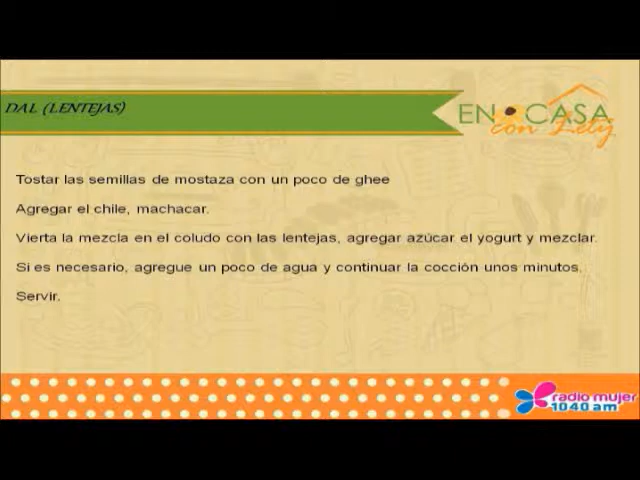 DAL (LENTEJAS)
EN CASA
con Lety
Tostar las semillas de mostaza con un poco de ghee
Agregar el chile, machacar.
Vierta la mezcla en el coludo con las lentejas, agregar azúcar el yogurt y mezclar.
Si es necesario, agregue un poco de agua y continuar la cocción unos minutos.
Servir.
radio mujer
1040 am